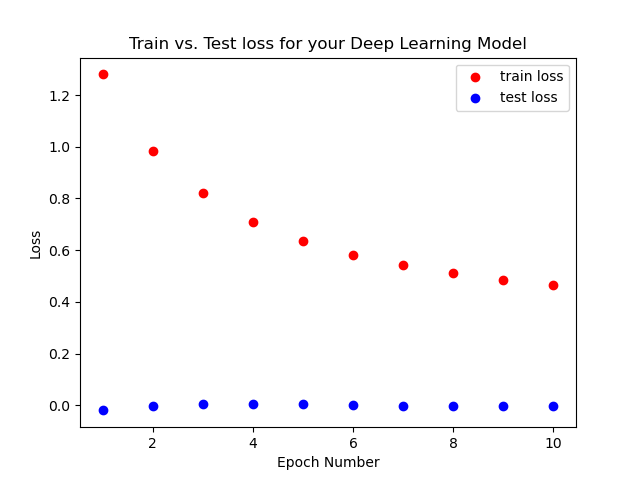 Train vs. Test loss for your Deep Learning Model
train loss
test loss
1.2
1.0
0.8
0.6
0.4
0.2
0.0
Loss
2
4
6
8
10
Epoch Number